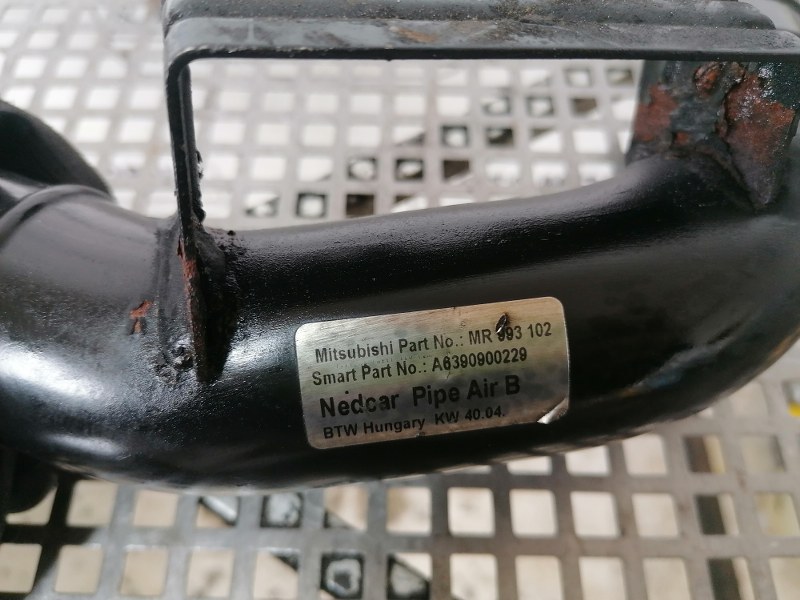 Mitsubishi Part No.: MR 993 102
Smart Part No.: A6390900229
Nedcar Pipe Air B
BTW Hungary KW 40.04.